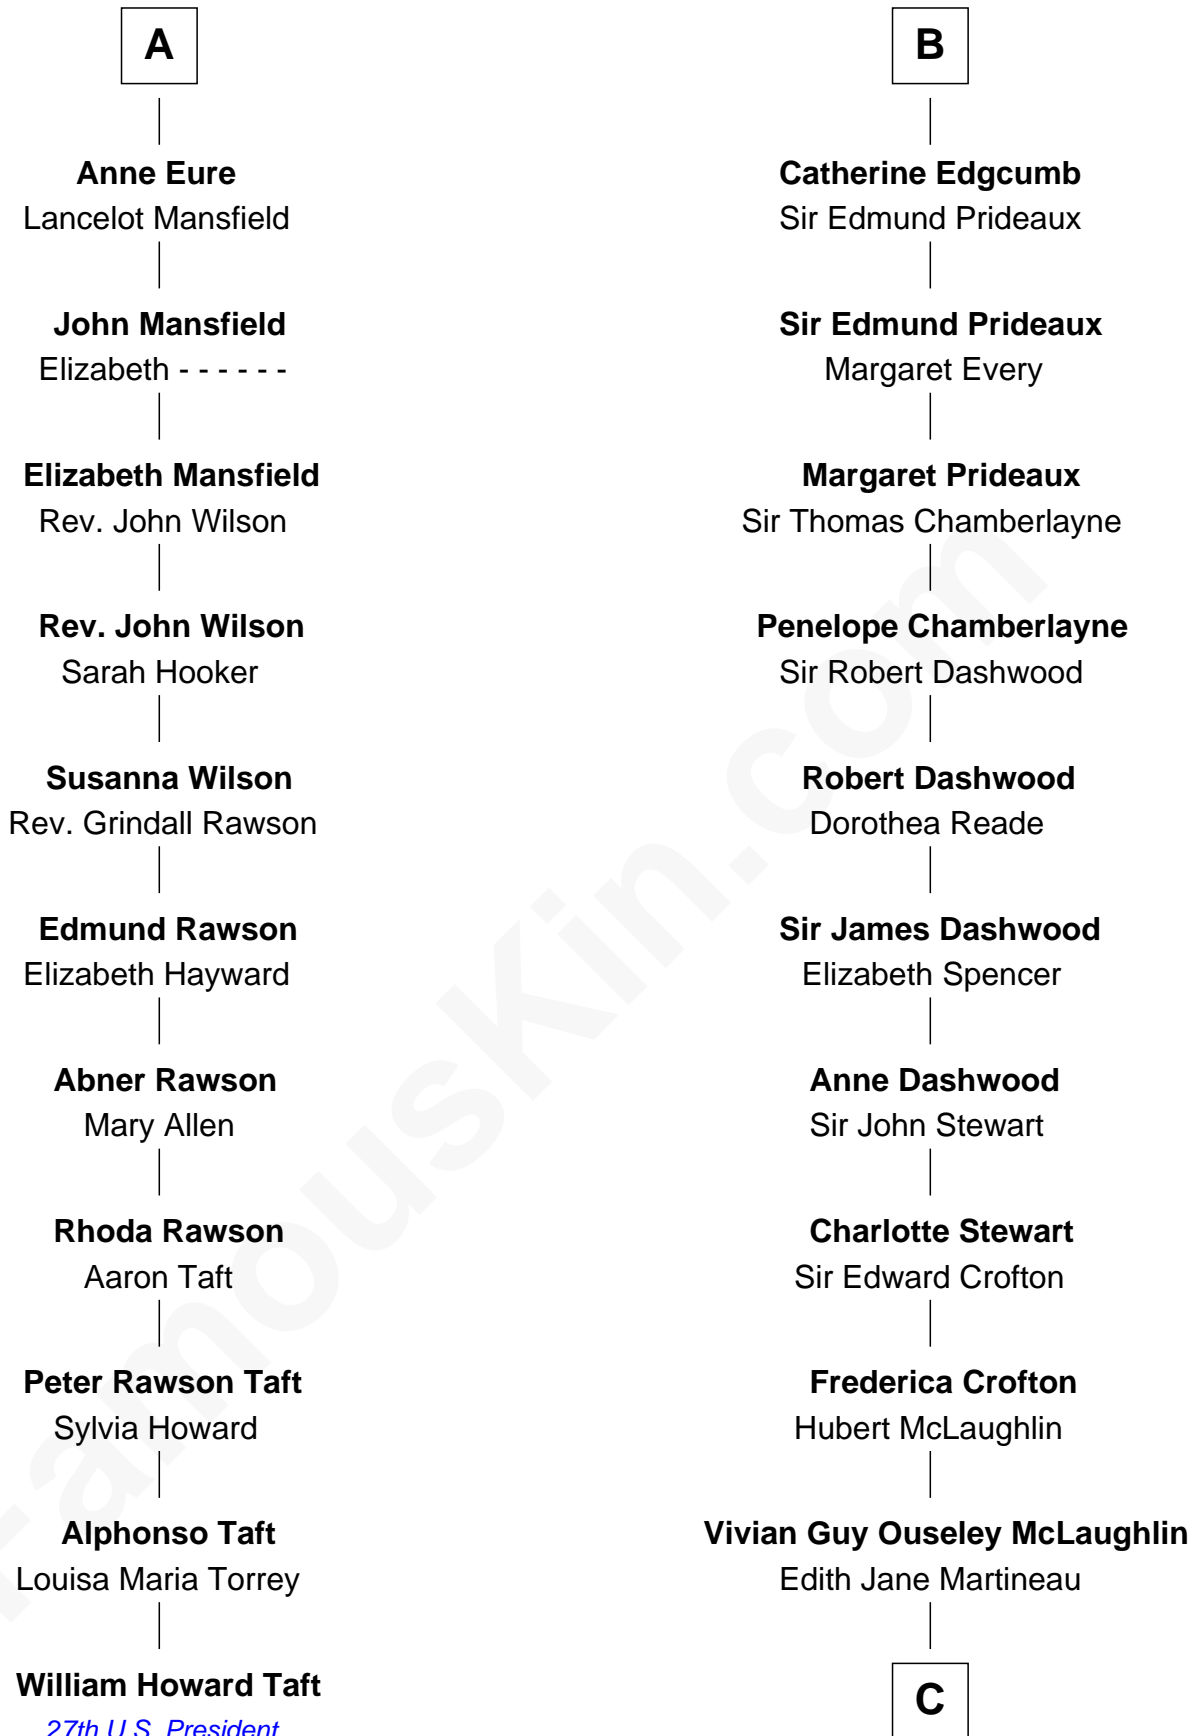 A
Anne Eure
Lancelot Mansfield
John Mansfield
Elizabeth - - - - - -
Elizabeth Mansfield
Rev. John Wilson
Rev. John Wilson
Sarah Hooker
Susanna Wilson
Rev. Grindall Rawson
Edmund Rawson
Elizabeth Hayward
Abner Rawson
Mary Allen
Rhoda Rawson
Aaron Taft
Peter Rawson Taft
Sylvia Howard
Alphonso Taft
Louisa Maria Torrey
William Howard Taft
27th U.S. President
B
Catherine Edgcumb
Sir Edmund Prideaux
Sir Edmund Prideaux
Margaret Every
Margaret Prideaux
Sir Thomas Chamberlayne
Penelope Chamberlayne
Sir Robert Dashwood
Robert Dashwood
Dorothea Reade
Sir James Dashwood
Elizabeth Spencer
Anne Dashwood
Sir John Stewart
Charlotte Stewart
Sir Edward Crofton
Frederica Crofton
Hubert McLaughlin
Vivian Guy Ouseley McLaughlin
Edith Jane Martineau
C
FamousKin.com